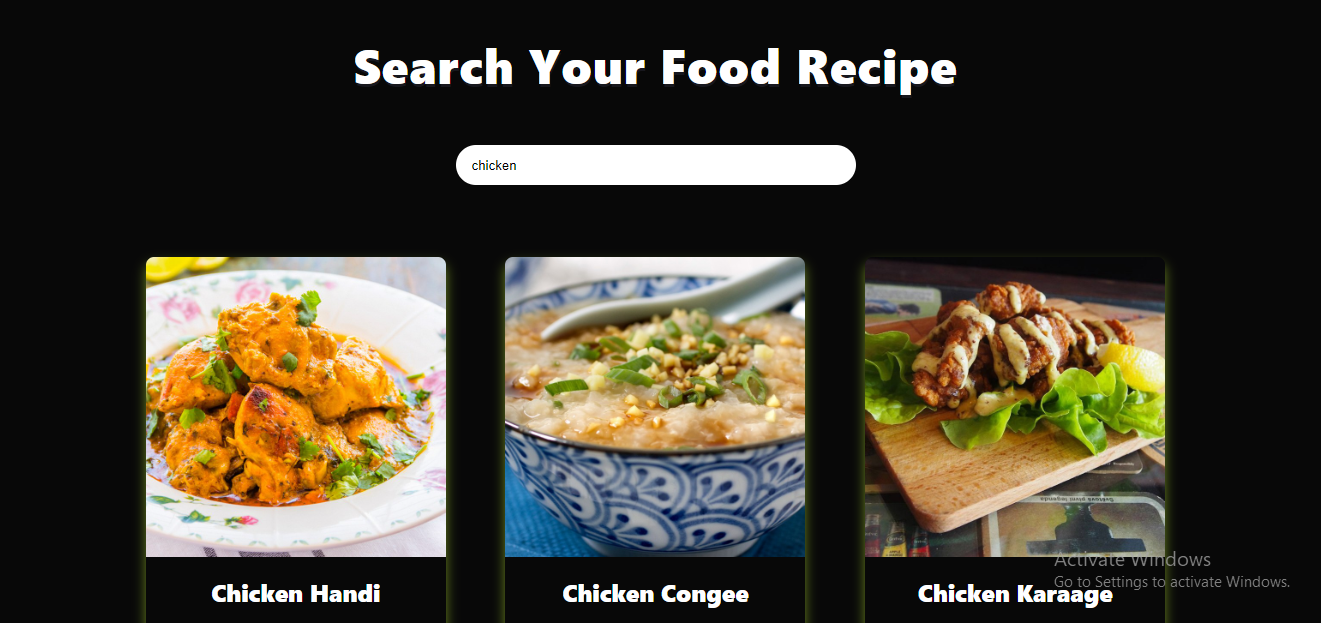 Search Your Food Recipe
chicken
Chicken Handi
Chicken Congee
Chicken Karaage
Activate Windows
Go to Settings to activate Windows.